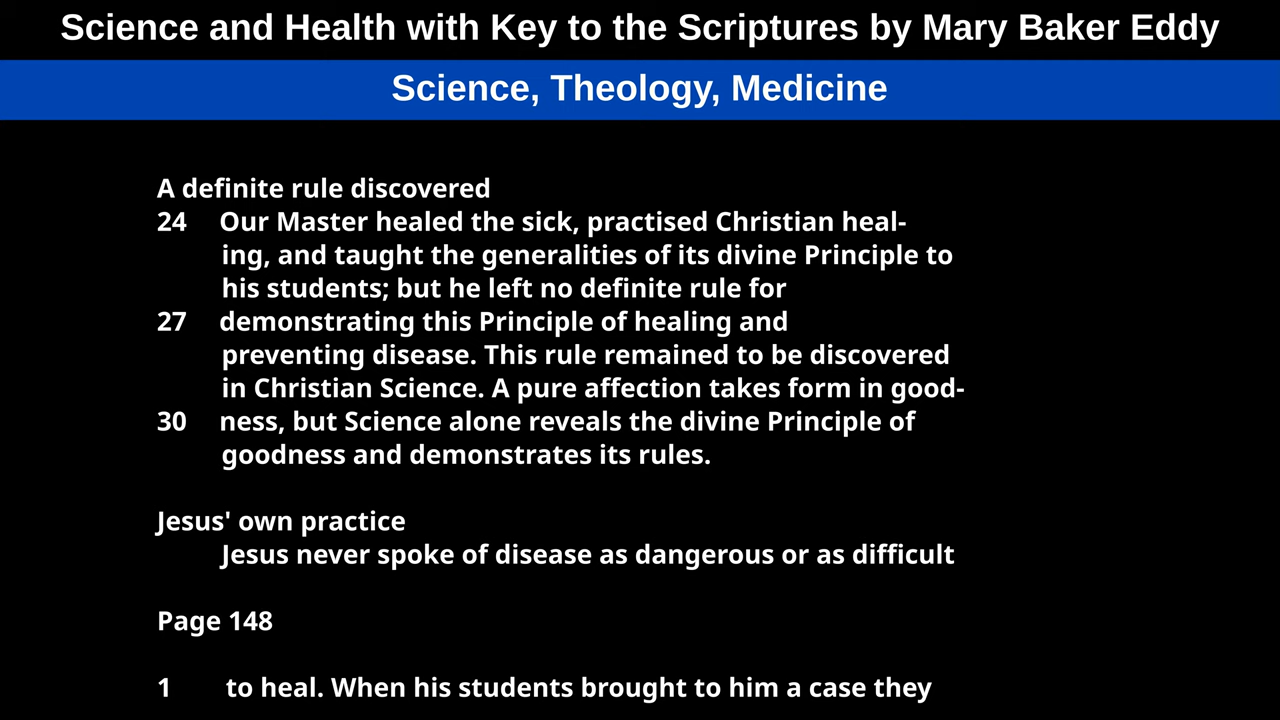 Science and Health with Key to the Scriptures by Mary Baker Eddy
Science, Theology, Medicine
A definite rule discovered
24 Our Master healed the sick, practised Christian heal-
ing, and taught the generalities of its divine Principle to
his students; but he left no definite rule for
27 demonstrating this Principle of healing and
preventing disease. This rule remained to be discovered
in Christian Science. A pure affection takes form in good-
30 ness, but Science alone reveals the divine Principle of
goodness and demonstrates its rules.
Jesus' own practice
Jesus never spoke of disease as dangerous or as difficult
Page 148
1 to heal. When his students brought to him a case they